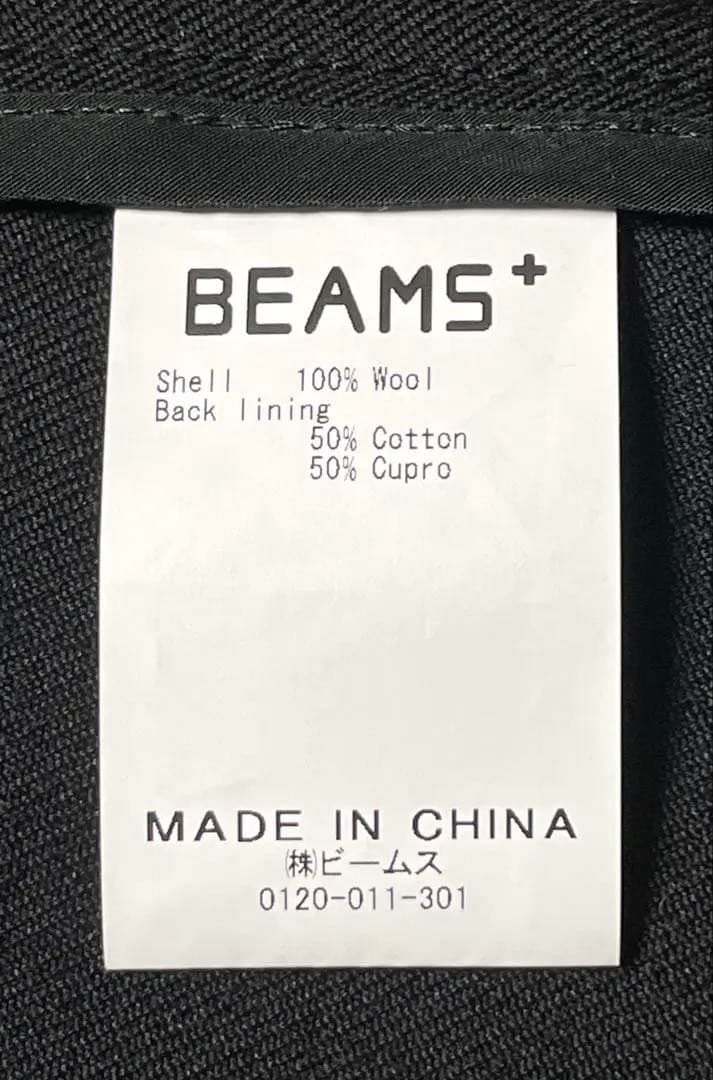 BEAMS+
Shell 100% Wool
Back lining
50% Cotton
50% Cupro
MADE IN CHINA
㈱ビームス
0120-011-301